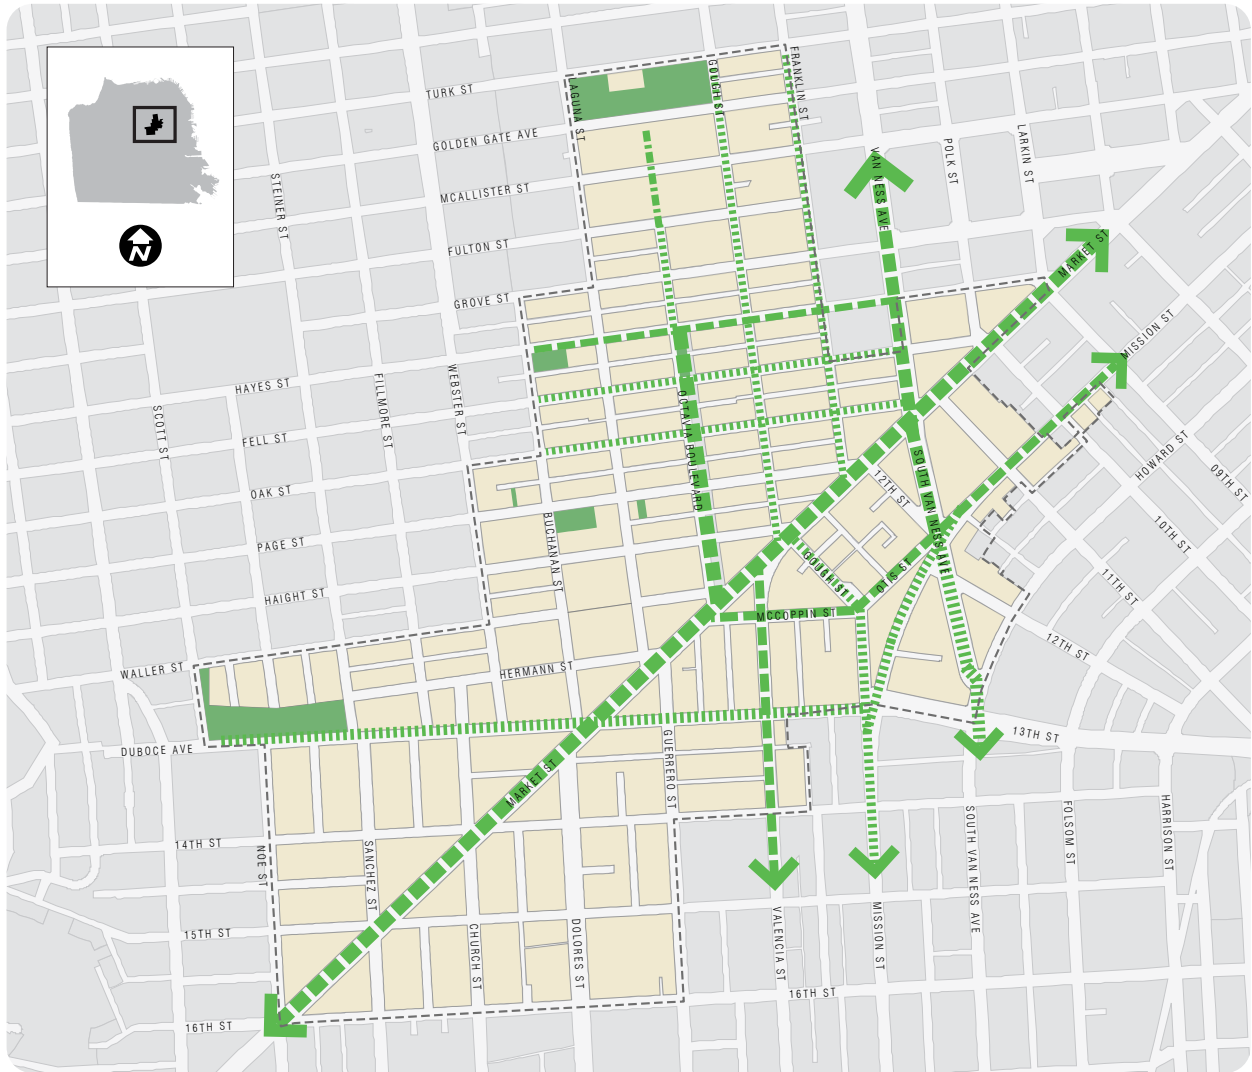 TURK ST
GOLDEN GATE AVE
MCALLISTER ST
FULTON ST
GROVE ST
LAGUNA ST
GOUGH ST
FRANKLIN ST
VAN NESS AVE
POLK ST
LARKIN ST
STEINER ST
N
MARKET ST
MISSION ST
HAYES ST
FELL ST
OAK ST
PAGE ST
HAIGHT ST
SCOTT ST
FILLMORE ST
WEBSTER ST
OCTAVIA BOULEVARD
BUCHANAN ST
12TH ST
SOUTH VAN NESS AVE
GOUGH ST
OTIS ST
MCCOPPIN ST
HOWARD ST
09TH ST
10TH ST
11TH ST
12TH ST
13TH ST
WALLER ST
HERMANN ST
DUBOCE AVE
GUERRERO ST
MARKET ST
14TH ST
NOE ST
SANCHEZ ST
15TH ST
CHURCH ST
DOLORES ST
VALENCIA ST
MISSION ST
SOUTH VAN NESS AVE
FOLSOM ST
HARRISON ST
16TH ST
16TH ST